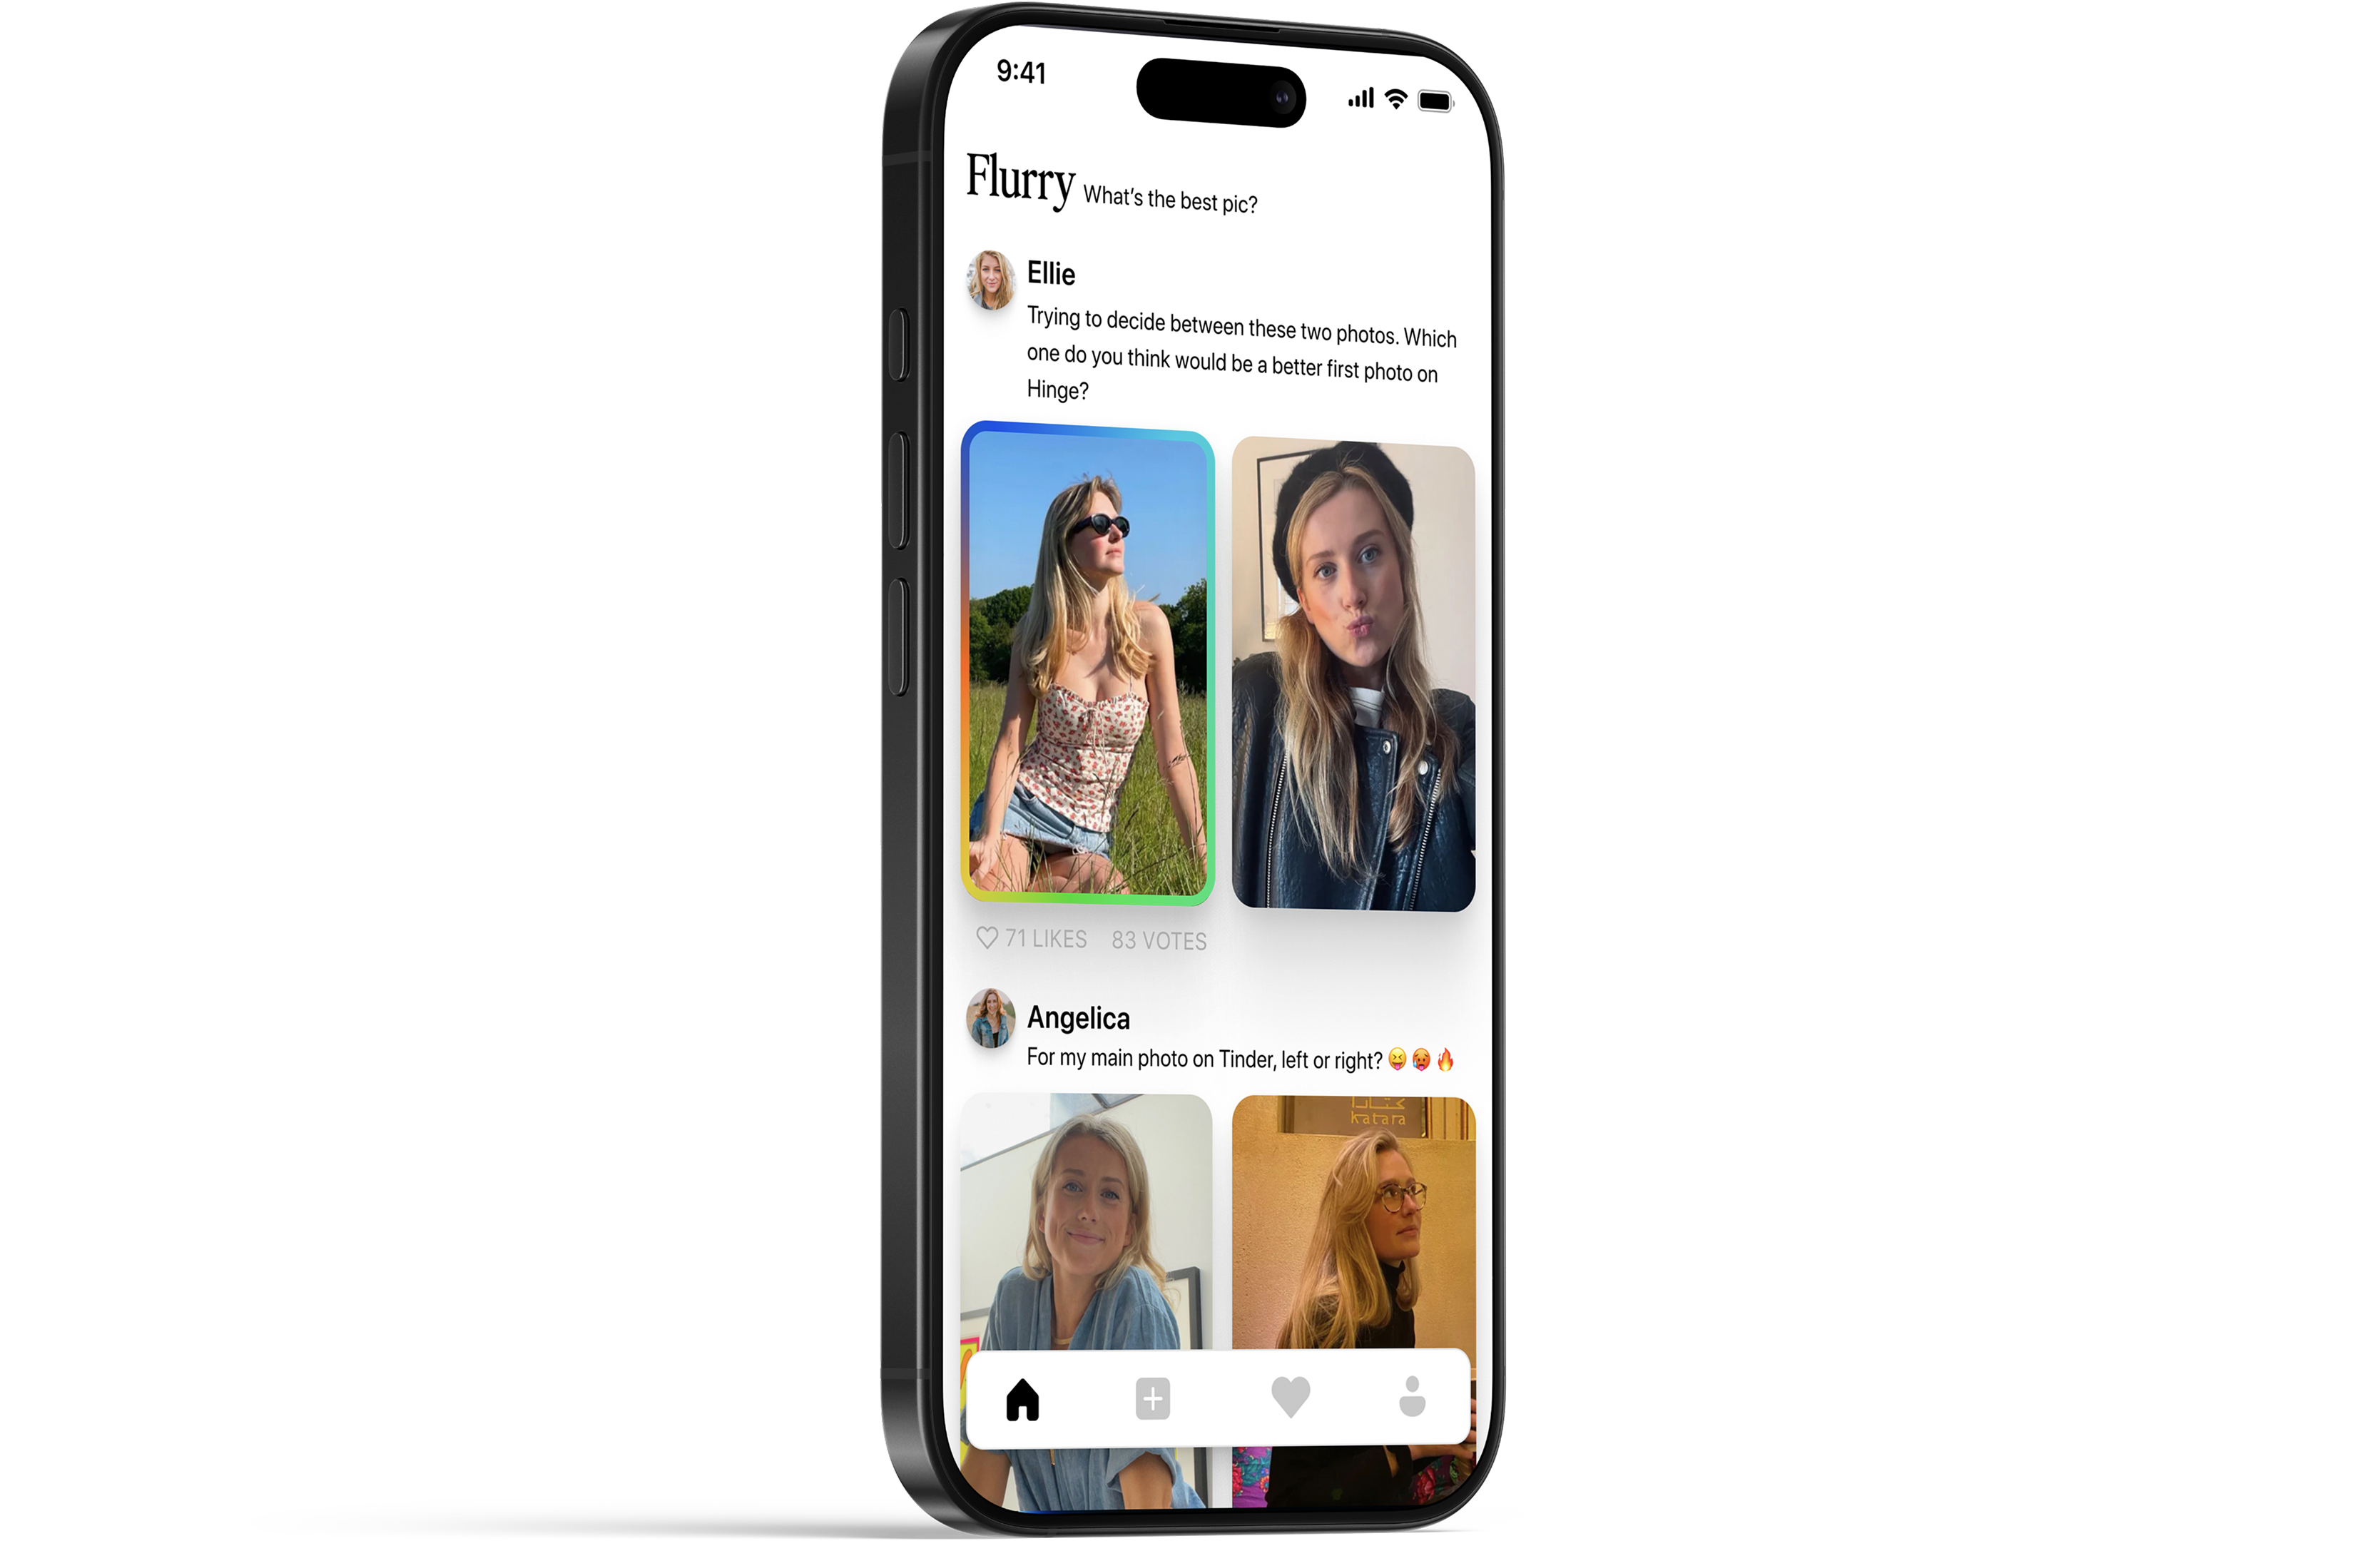 9:41
Flurry What's the best pic?
Ellie
Trying to decide between these two photos. Which
one do you think would be a better first photo on
Hinge?
71 LIKES 83 VOTES
Angelica
For my main photo on Tinder, left or right? 😝 🥵 🔥
كتارا
katara